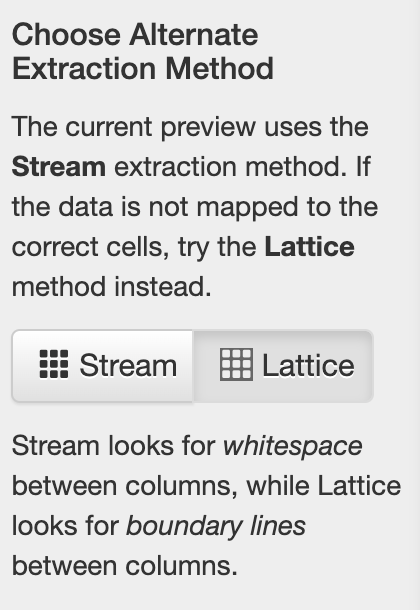 Choose Alternate
Extraction Method
The current preview uses the
Stream extraction method. If
the data is not mapped to the
correct cells, try the Lattice
method instead.
Stream Lattice
Stream looks for whitespace
between columns, while Lattice
looks for boundary lines
between columns.